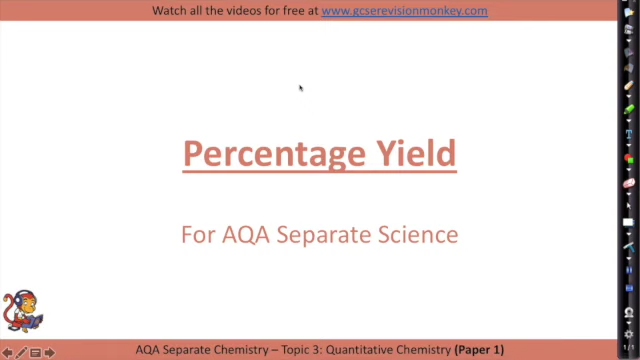 Watch all the videos for free at www.gcserevisionmonkey.com
Percentage Yield
For AQA Separate Science
AQA Separate Chemistry – Topic 3: Quantitative Chemistry (Paper 1)